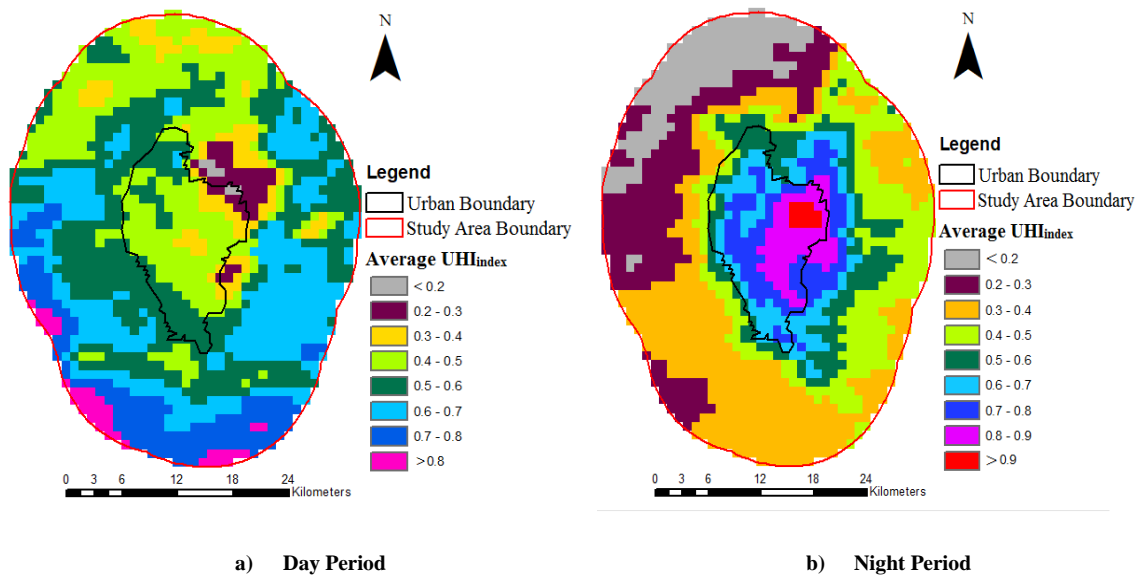 N
Legend
Urban Boundary
Study Area Boundary
Average UHIindex
< 0.2
0.2 - 0.3
0.3 - 0.4
0.4 - 0.5
0.5 - 0.6
0.6 - 0.7
0.7 - 0.8
>0.8
0 3 6 12 18 24
Kilometers
N
Legend
Urban Boundary
Study Area Boundary
Average UHIindex
<0.2
0.2 - 0.3
0.3 - 0.4
0.4 - 0.5
0.5 - 0.6
0.6 - 0.7
0.7 - 0.8
0.8 - 0.9
>0.9
0 3 6 12 18 24
Kilometers
a) Day Period
b) Night Period